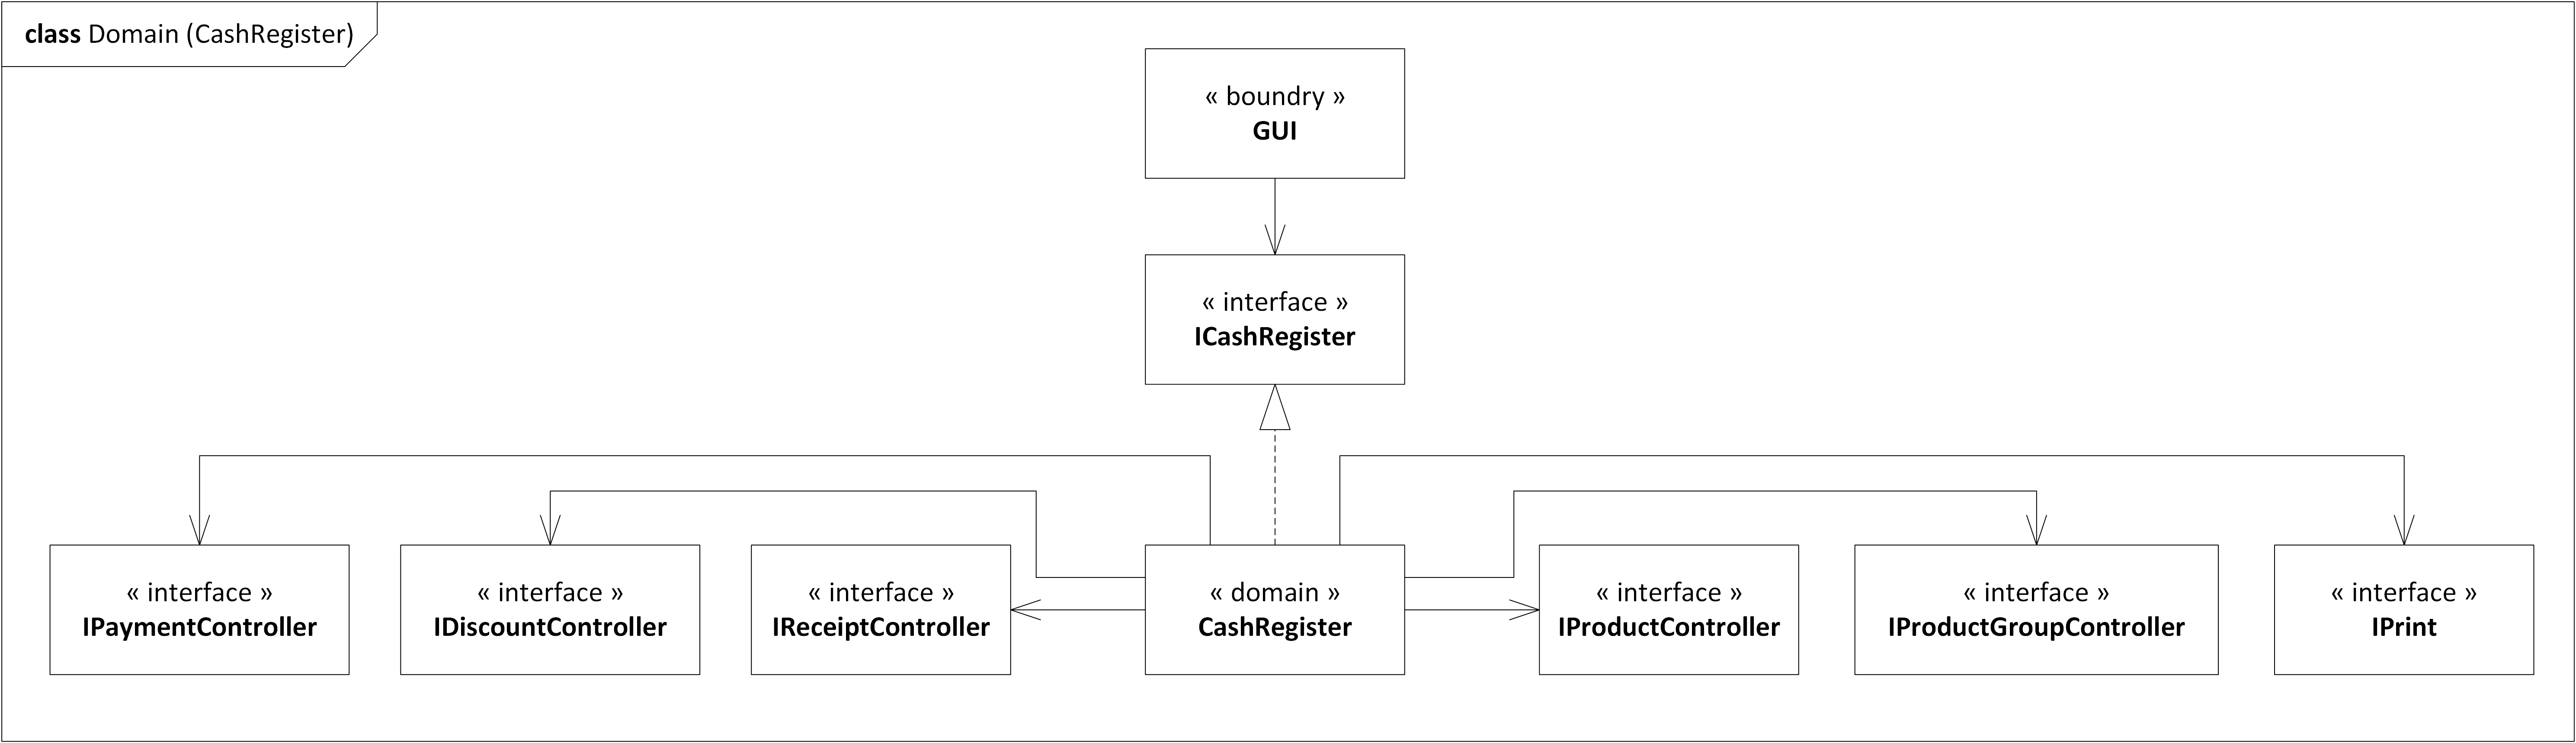 class Domain (CashRegister)
« boundry »
GUI
« interface »
ICashRegister
« interface »
IPaymentController
« interface »
IDiscountController
« interface »
IReceiptController
« domain »
CashRegister
« interface »
IProductController
« interface »
IProductGroupController
« interface »
IPrint